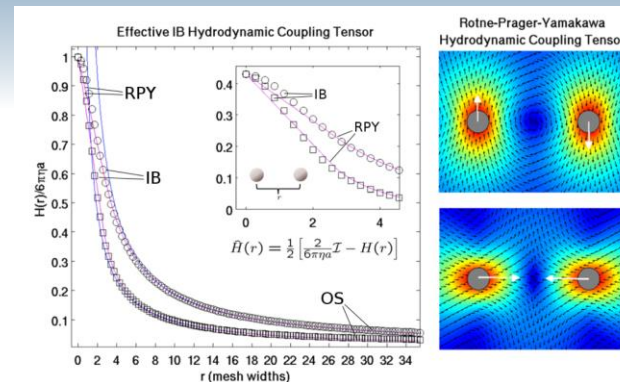 Effective IB Hydrodynamic Coupling Tensor
H(r)/6πηa
1
0.9
0.8
0.7
0.6
0.5
0.4
0.3
0.2
0.1
0 2 4 6 8 10 12 14 16 18 20 22 24 26 28 30 32 34
r (mesh widths)
RPY
IB
OS
0.4
0.3
0.2
0.1
0
0 2 4
IB
RPY
r
H̄(r) = ½[2/6πηa 𝓘 − H(r)]
Rotne-Prager-Yamakawa
Hydrodynamic Coupling Tenso